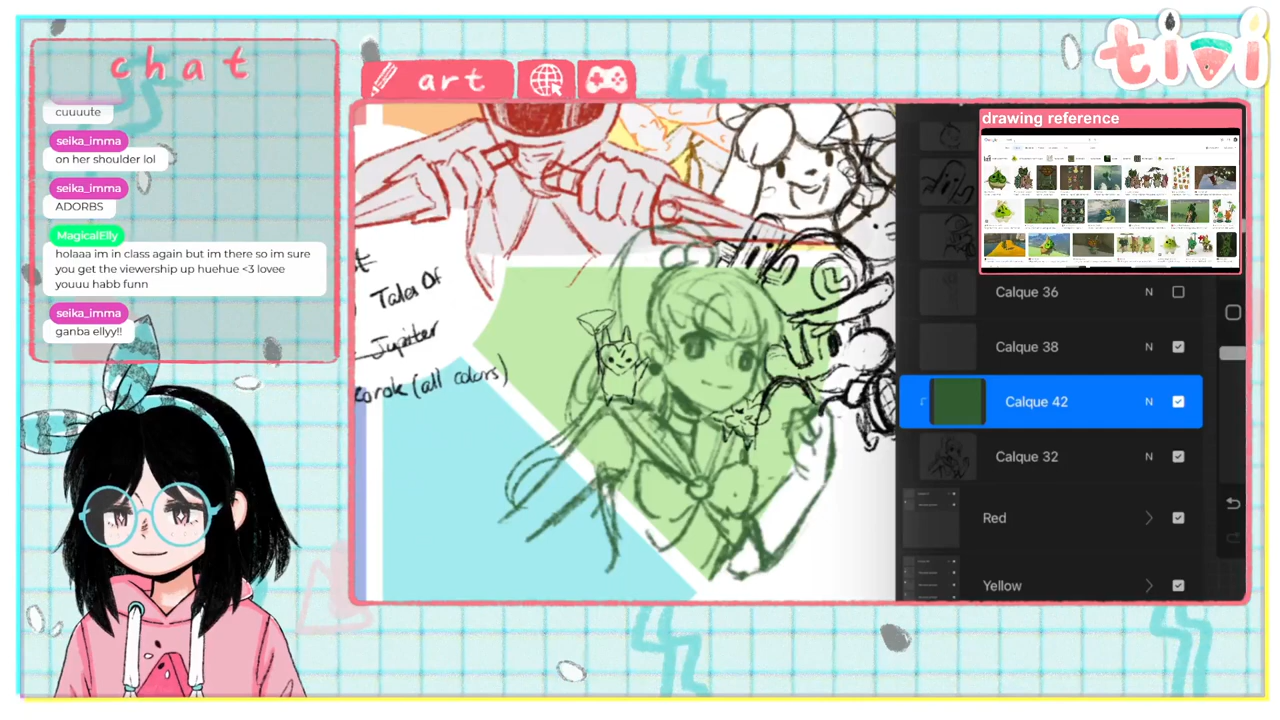 tivi
chat
cuuuute
seika_imma
on her shoulder lol
seika_imma
ADORBS
MagicalElly
holaaa im in class again but im there so im sure
you get the viewership up huehue <3 lovee
youuu habb funn
seika_imma
ganba ellyy!!
art
drawing reference
Tales Of
Jupiter
korok (all colors)
Calque 36 N
Calque 38 N
Calque 42 N
Calque 32 N
Red
Yellow